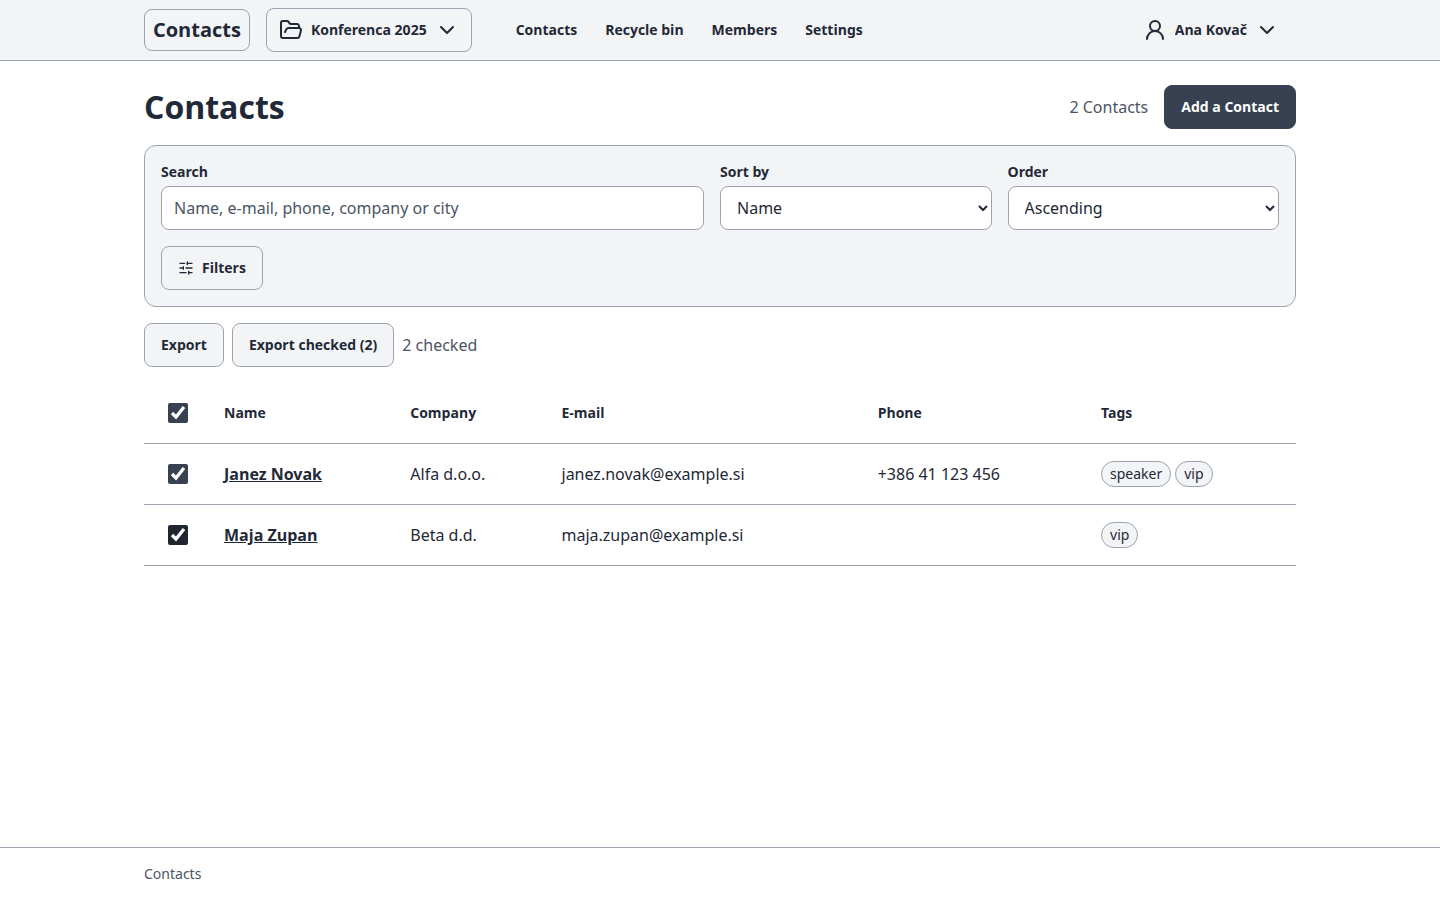 Contacts Konferenca 2025 Contacts Recycle bin Members Settings Ana Kovač
Contacts 2 Contacts Add a Contact
Search Sort by Order
Name, e-mail, phone, company or city Name Ascending
Filters
Export Export checked (2) 2 checked
Name Company E-mail Phone Tags
Janez Novak Alfa d.o.o. janez.novak@example.si +386 41 123 456 speaker vip
Maja Zupan Beta d.d. maja.zupan@example.si vip
Contacts